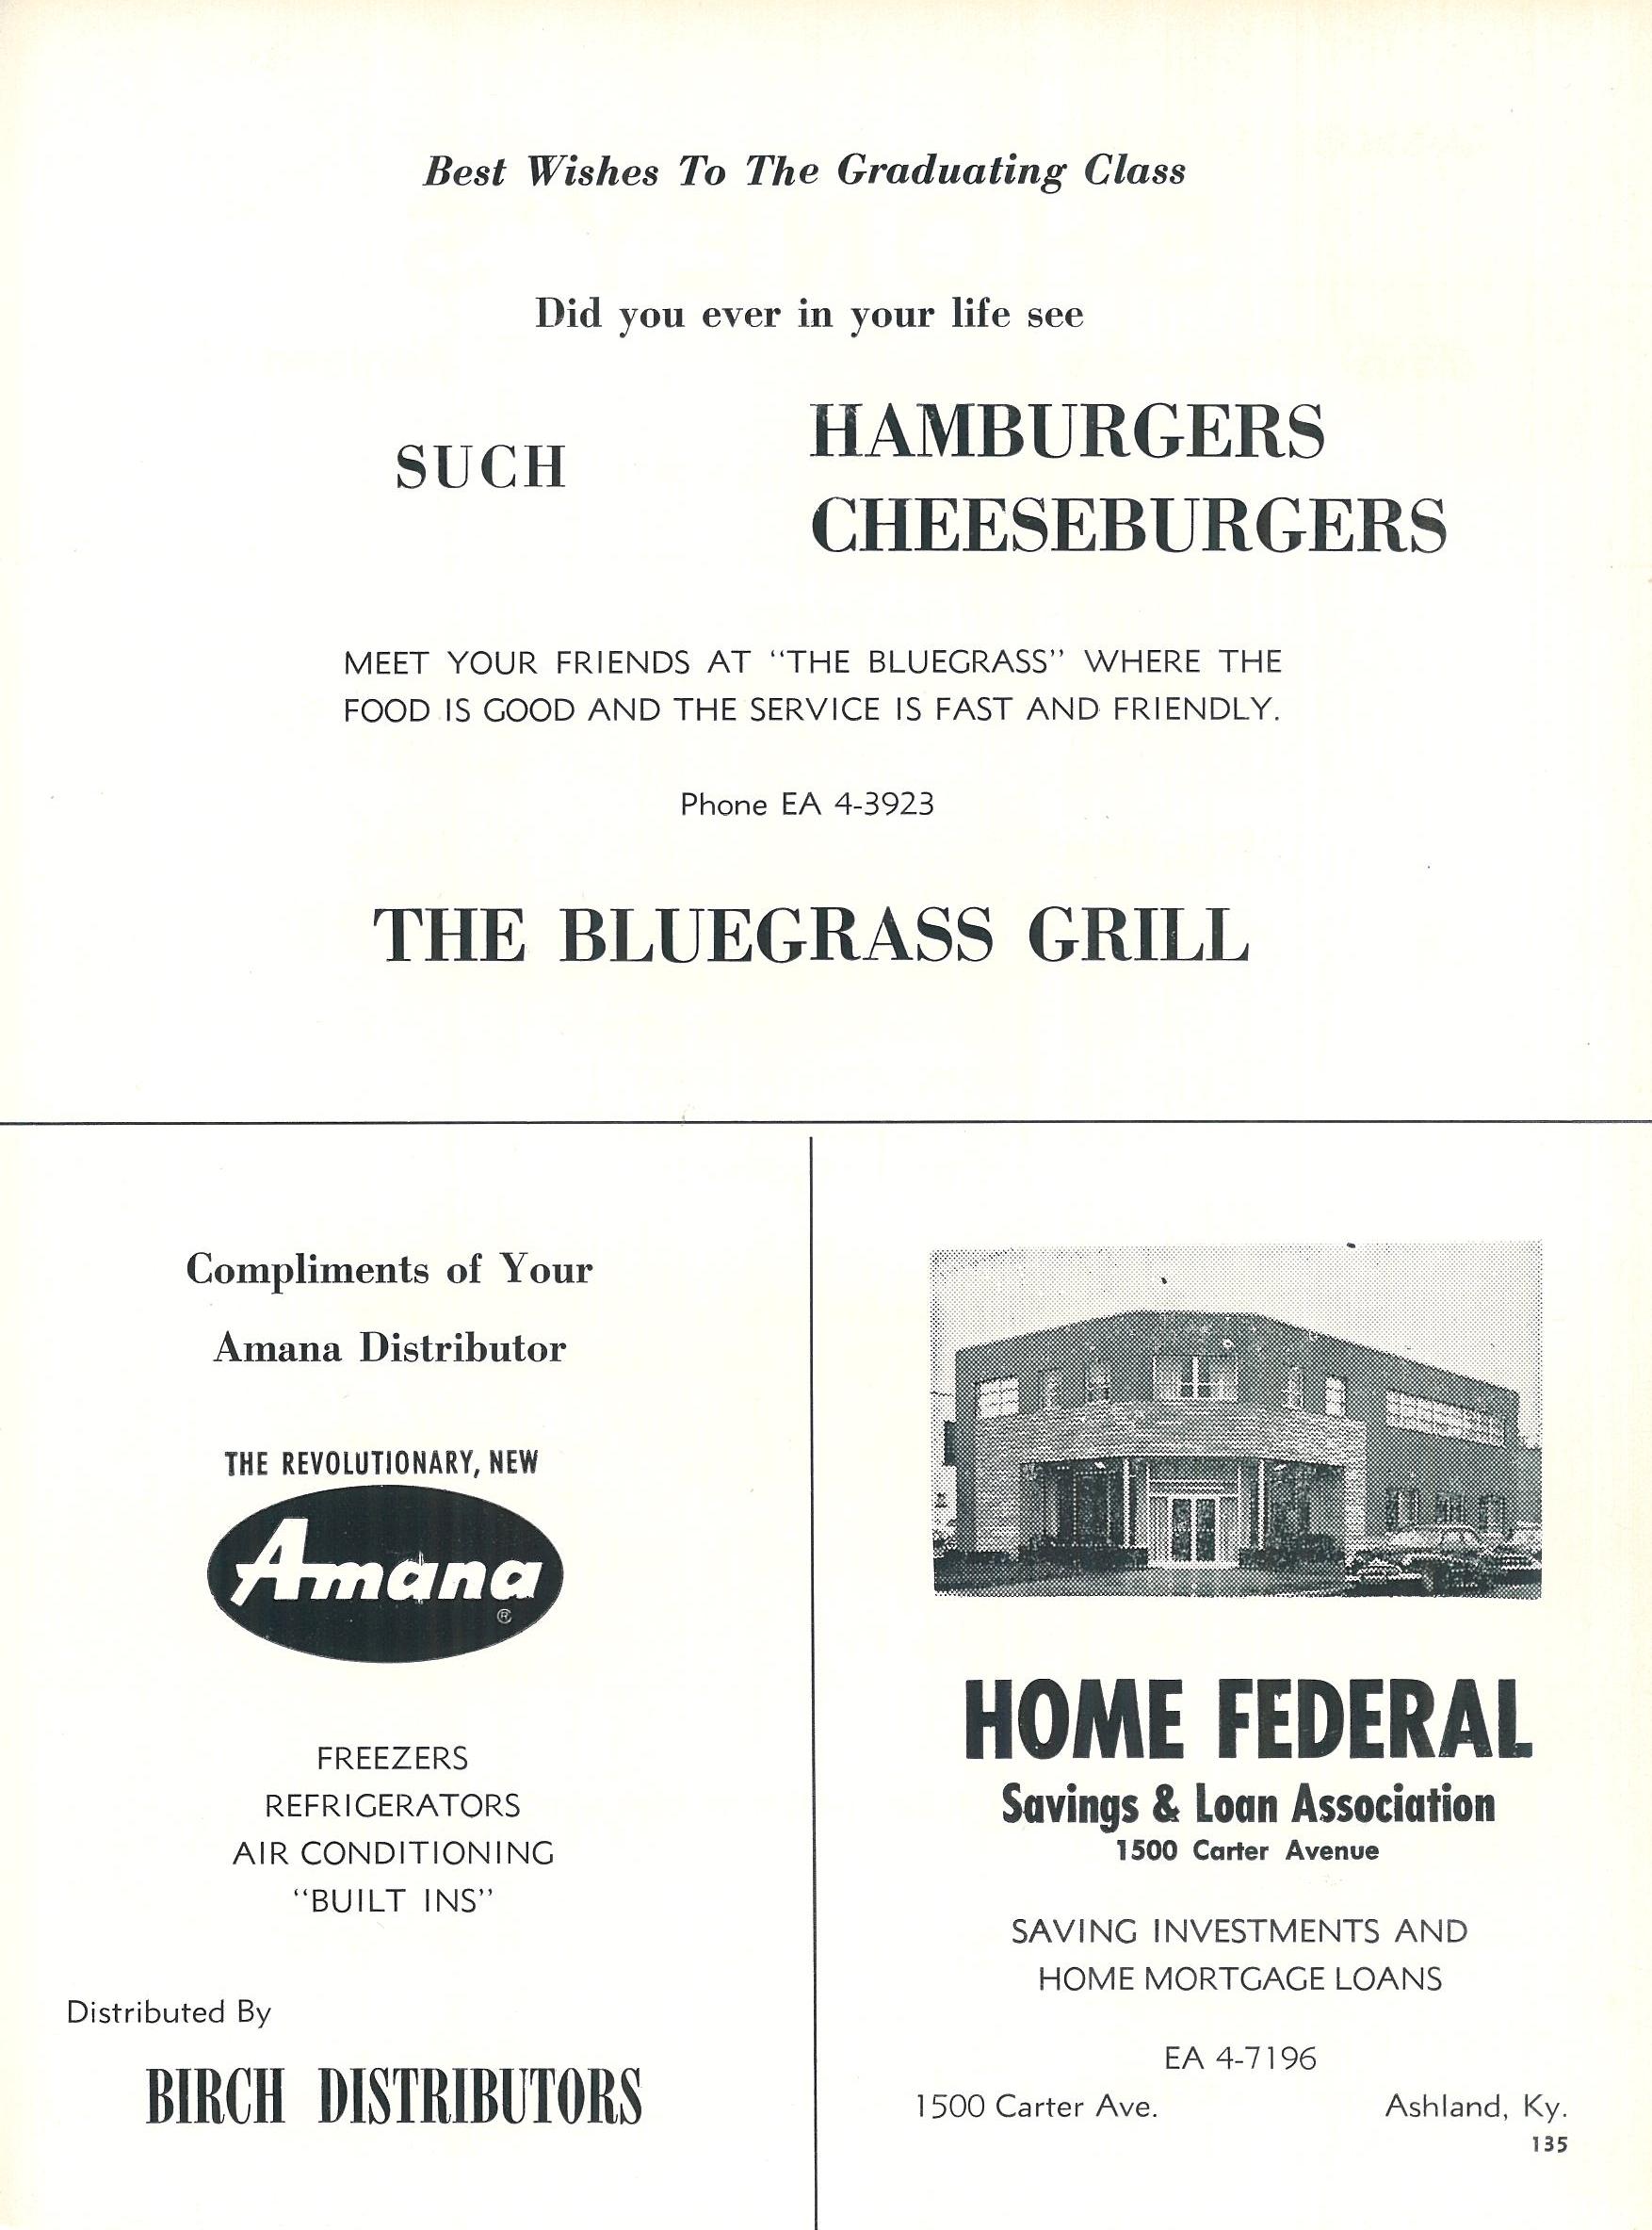 Best Wishes To The Graduating Class
Did you ever in your life see
SUCH
HAMBURGERS
CHEESEBURGERS
MEET YOUR FRIENDS AT "THE BLUEGRASS" WHERE THE
FOOD IS GOOD AND THE SERVICE IS FAST AND FRIENDLY.
Phone EA 4-3923
THE BLUEGRASS GRILL
Compliments of Your
Amana Distributor
THE REVOLUTIONARY, NEW
Amana
®
FREEZERS
REFRIGERATORS
AIR CONDITIONING
"BUILT INS"
Distributed By
BIRCH DISTRIBUTORS
HOME FEDERAL
Savings & Loan Association
1500 Carter Avenue
SAVING INVESTMENTS AND
HOME MORTGAGE LOANS
EA 4-7196
1500 Carter Ave. Ashland, Ky.
135